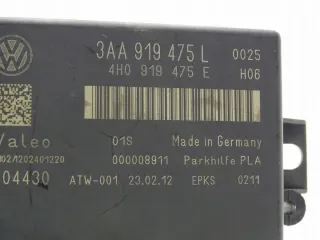 3AA 919 475 L 0025
4H0 919 475 E H06
Valeo 01S Made in Germany
000008911 Parkhilfe PLA
04430 ATW-001 23.02.12 EPKS 0211